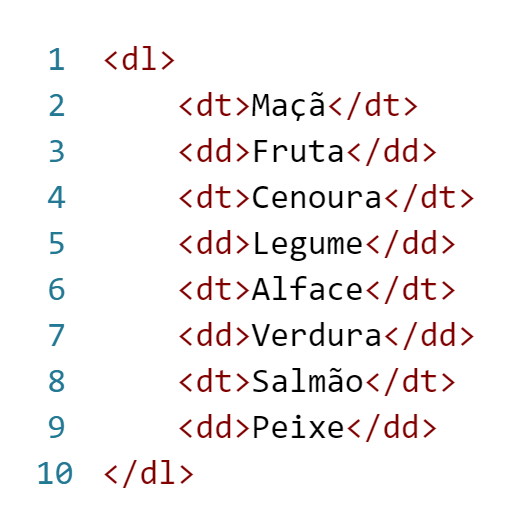 1 <dl>
2     <dt>Maçã</dt>
3     <dd>Fruta</dd>
4     <dt>Cenoura</dt>
5     <dd>Legume</dd>
6     <dt>Alface</dt>
7     <dd>Verdura</dd>
8     <dt>Salmão</dt>
9     <dd>Peixe</dd>
10 </dl>